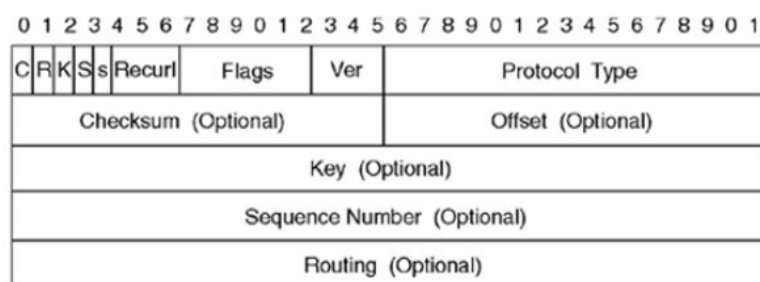 0 1 2 3 4 5 6 7 8 9 0 1 2 3 4 5 6 7 8 9 0 1 2 3 4 5 6 7 8 9 0 1
C R K S s Recurl Flags Ver Protocol Type
Checksum (Optional) Offset (Optional)
Key (Optional)
Sequence Number (Optional)
Routing (Optional)